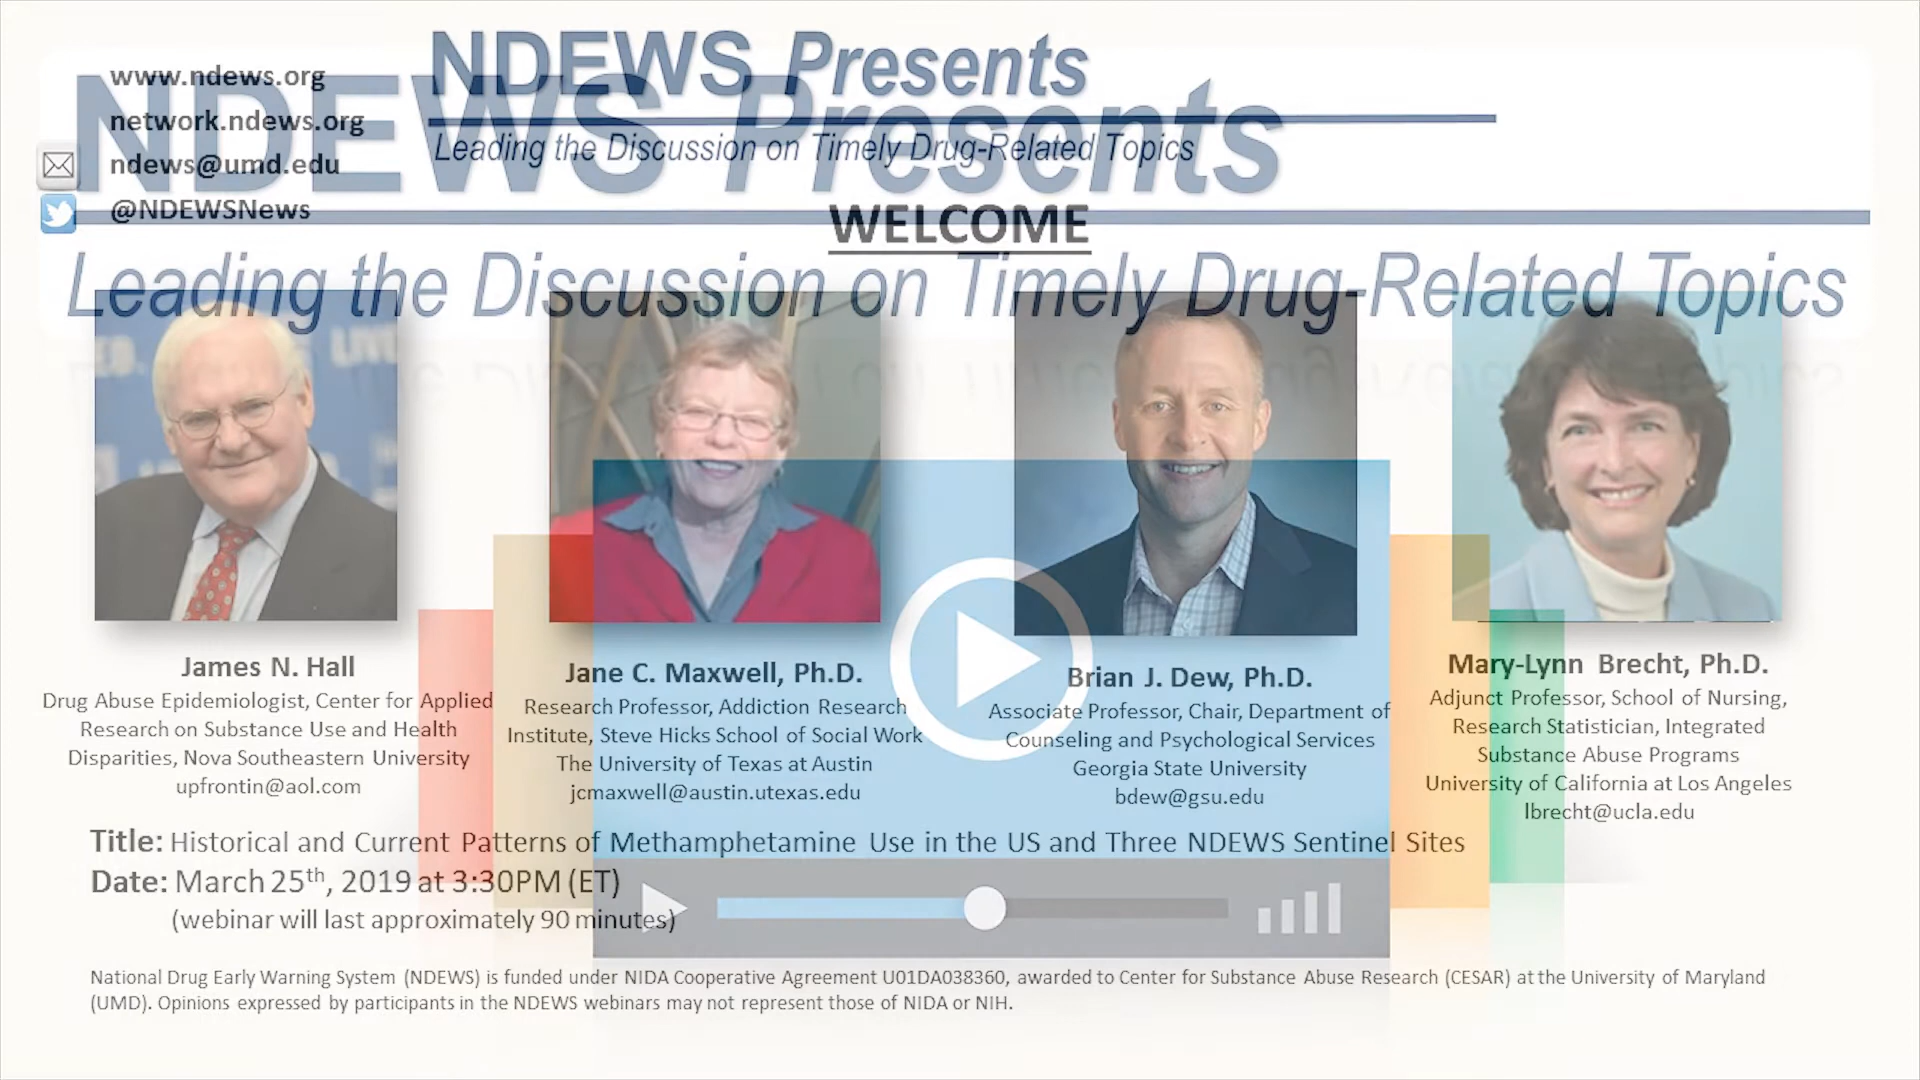 www.ndews.org
network.ndews.org
ndews@umd.edu
@NDEWSNews
NDEWS Presents
Leading the Discussion on Timely Drug-Related Topics
NDEWS Presents
Leading the Discussion on Timely Drug-Related Topics
WELCOME
James N. Hall
Drug Abuse Epidemiologist, Center for Applied
Research on Substance Use and Health
Disparities, Nova Southeastern University
upfrontin@aol.com
Jane C. Maxwell, Ph.D.
Research Professor, Addiction Research
Institute, Steve Hicks School of Social Work
The University of Texas at Austin
jcmaxwell@austin.utexas.edu
Brian J. Dew, Ph.D.
Associate Professor, Chair, Department of
Counseling and Psychological Services
Georgia State University
bdew@gsu.edu
Mary-Lynn Brecht, Ph.D.
Adjunct Professor, School of Nursing,
Research Statistician, Integrated
Substance Abuse Programs
University of California at Los Angeles
lbrecht@ucla.edu
Title: Historical and Current Patterns of Methamphetamine Use in the US and Three NDEWS Sentinel Sites
Date: March 25th, 2019 at 3:30PM (ET)
(webinar will last approximately 90 minutes)
National Drug Early Warning System (NDEWS) is funded under NIDA Cooperative Agreement U01DA038360, awarded to Center for Substance Abuse Research (CESAR) at the University of Maryland
(UMD). Opinions expressed by participants in the NDEWS webinars may not represent those of NIDA or NIH.